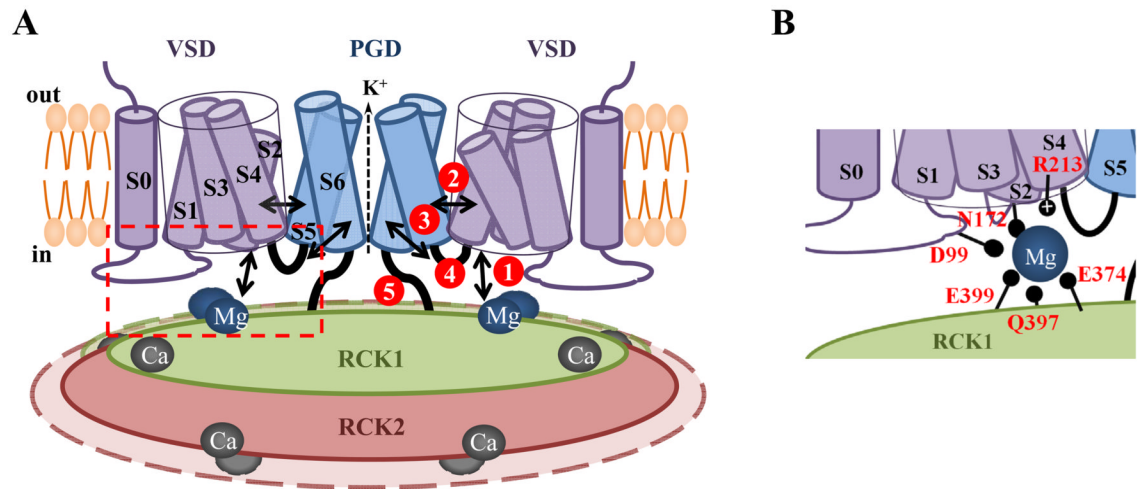 A
B
VSD
PGD
VSD
K+
out
in
S0
S1
S3
S4
S2
S5
S6
2
3
4
1
5
Mg
Mg
Ca
Ca
RCK1
RCK2
Ca
Ca
S0
S1
S3
S2
S4
R213
S5
N172
+
D99
Mg
E374
E399
Q397
RCK1